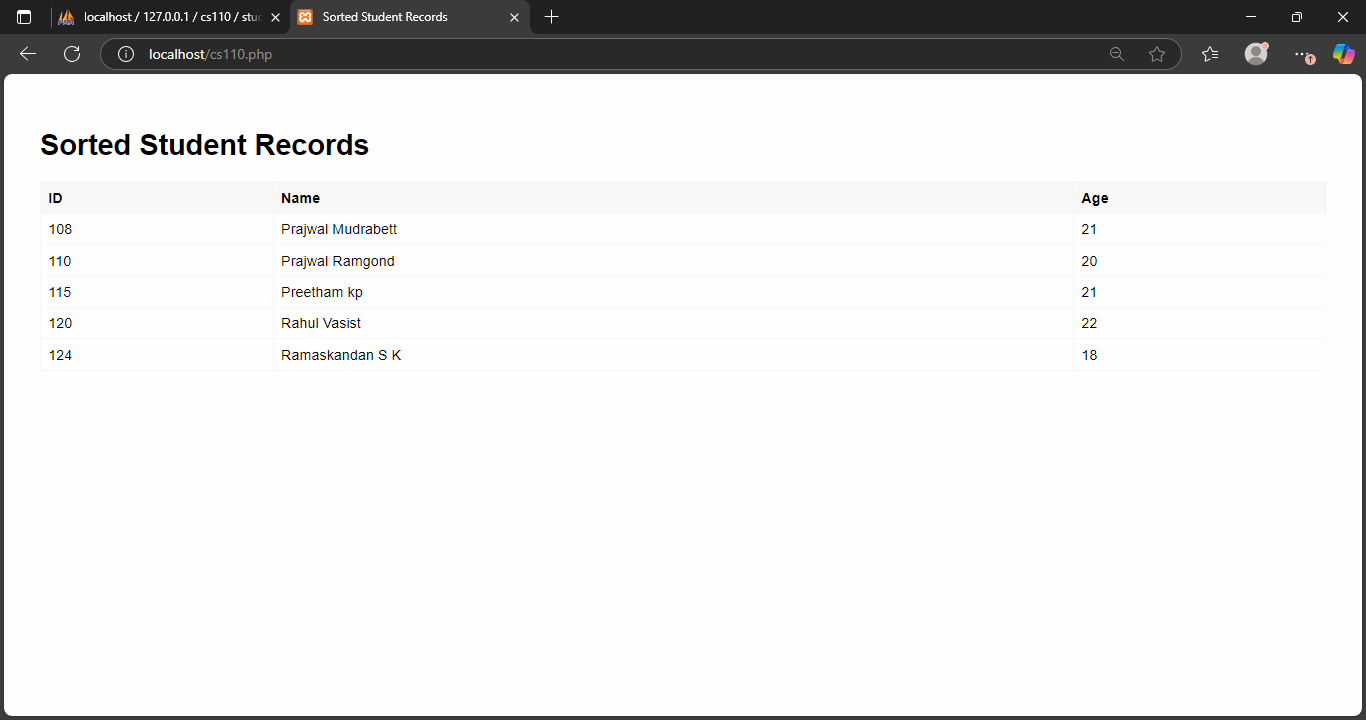 localhost / 127.0.0.1 / cs110 / stu
Sorted Student Records
localhost/cs110.php
Sorted Student Records
ID Name Age
108 Prajwal Mudrabett 21
110 Prajwal Ramgond 20
115 Preetham kp 21
120 Rahul Vasist 22
124 Ramaskandan S K 18